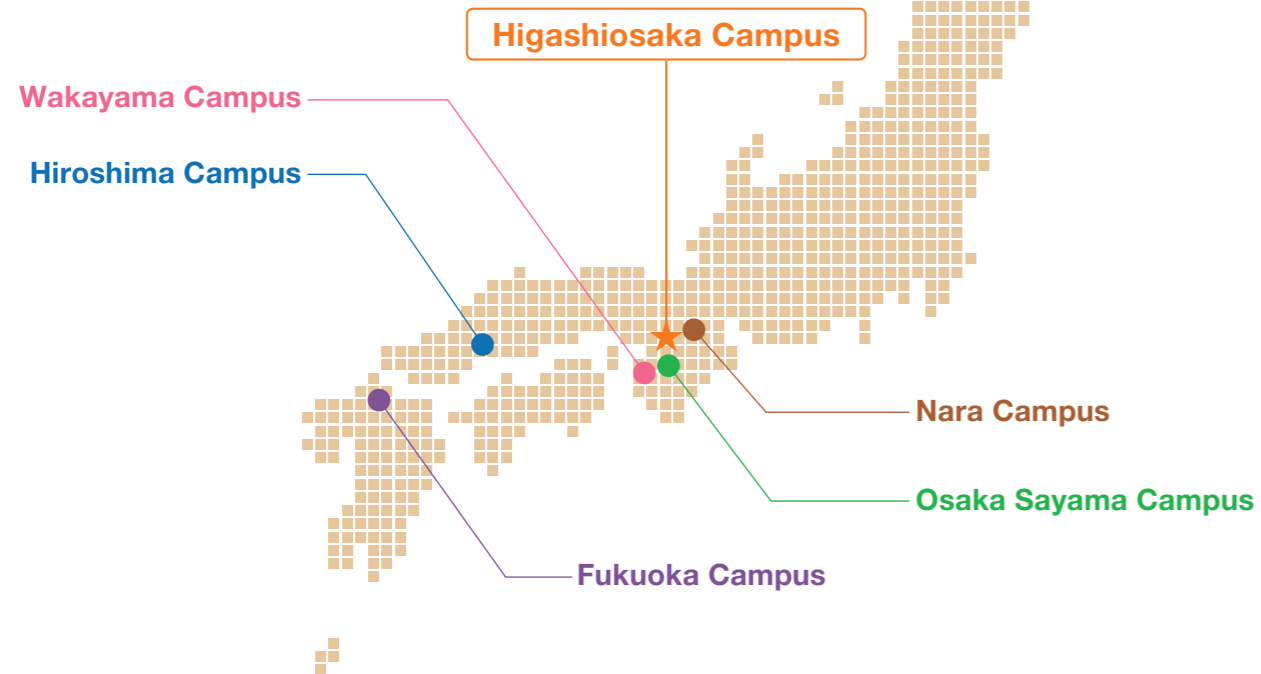 Higashiosaka Campus
Wakayama Campus
Hiroshima Campus
Nara Campus
Osaka Sayama Campus
Fukuoka Campus